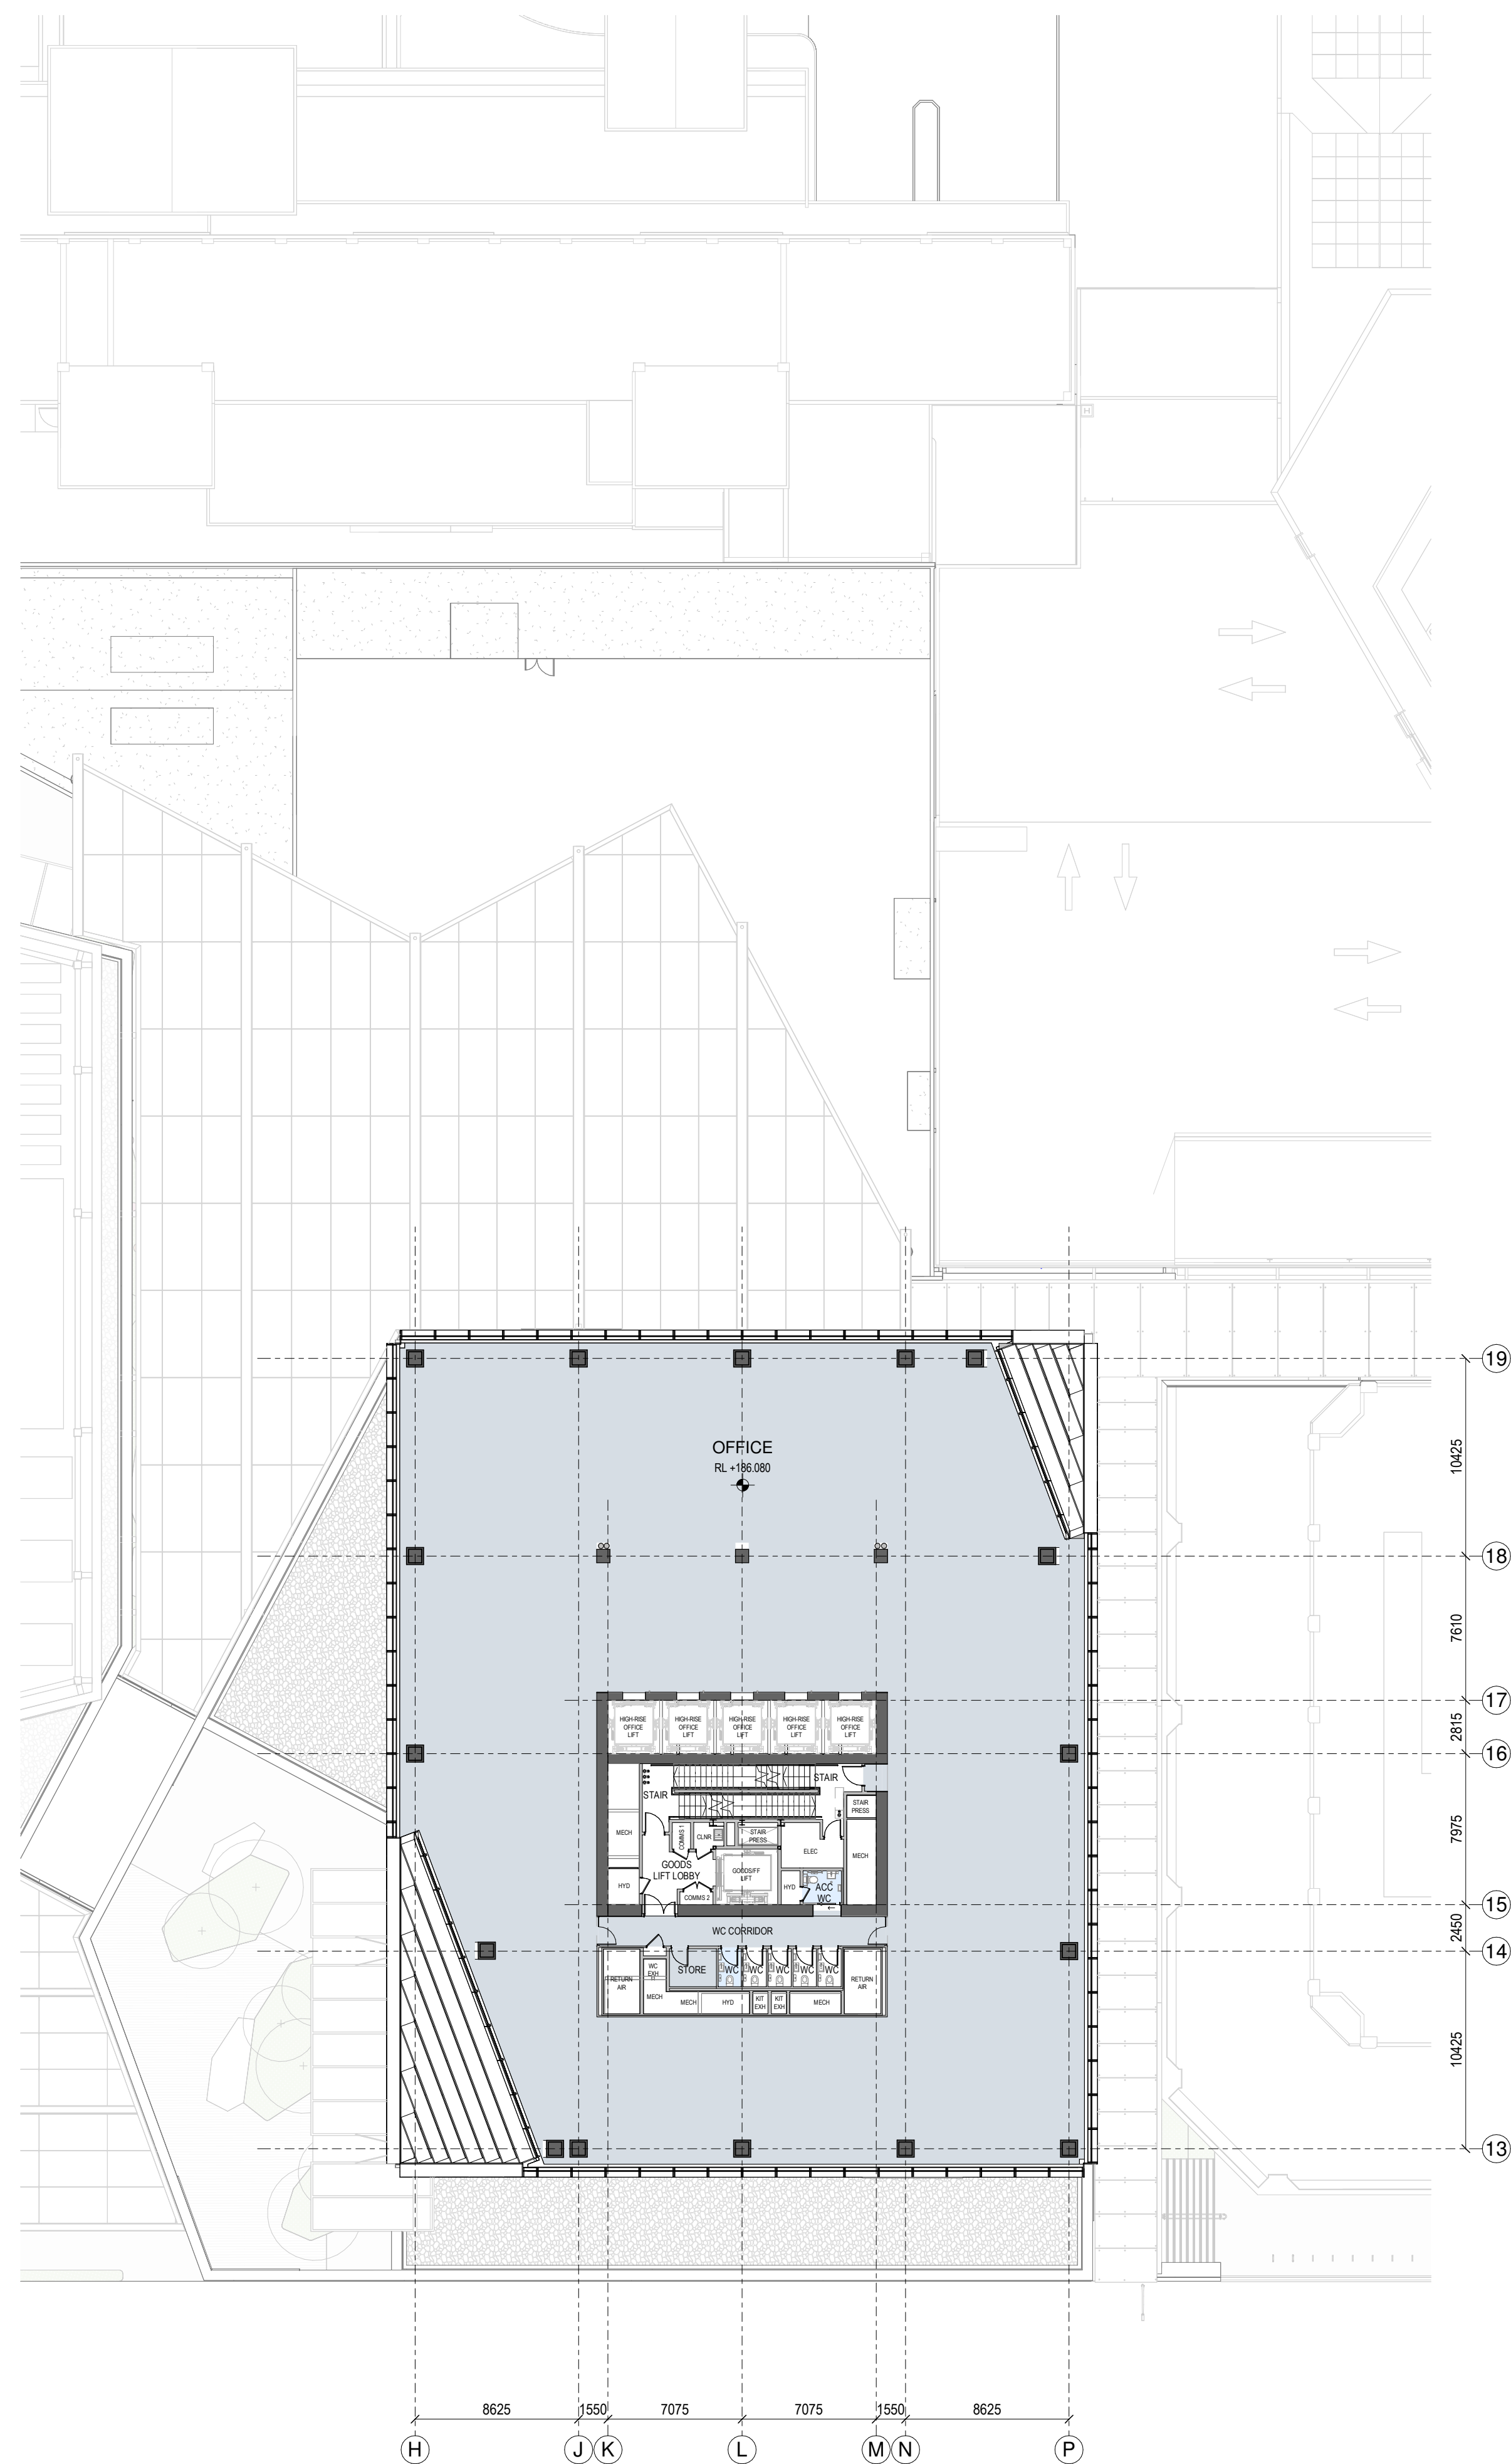 H
19
10425
OFFICE
RL +186.080
18
7610
17
HIGH-RISE
OFFICE
LIFT
HIGH-RISE
OFFICE
LIFT
HIGH-RISE
OFFICE
LIFT
HIGH-RISE
OFFICE
LIFT
HIGH-RISE
OFFICE
LIFT
2815
16
STAIR
STAIR
STAIR
PRESS
7975
MECH
COMMS 1
CLNR
STAIR
PRESS
ELEC
MECH
GOODS
LIFT LOBBY
GOODS/FF
LIFT
HYD
COMMS 2
HYD
ACC
WC
15
WC CORRIDOR
2450
14
RETURN
AIR
WC
EXH
STORE
WC
WC
WC
WC
WC
RETURN
AIR
MECH
MECH
HYD
KIT
EXH
KIT
EXH
MECH
10425
13
8625
1550
7075
7075
1550
8625
H
J
K
L
M
N
P